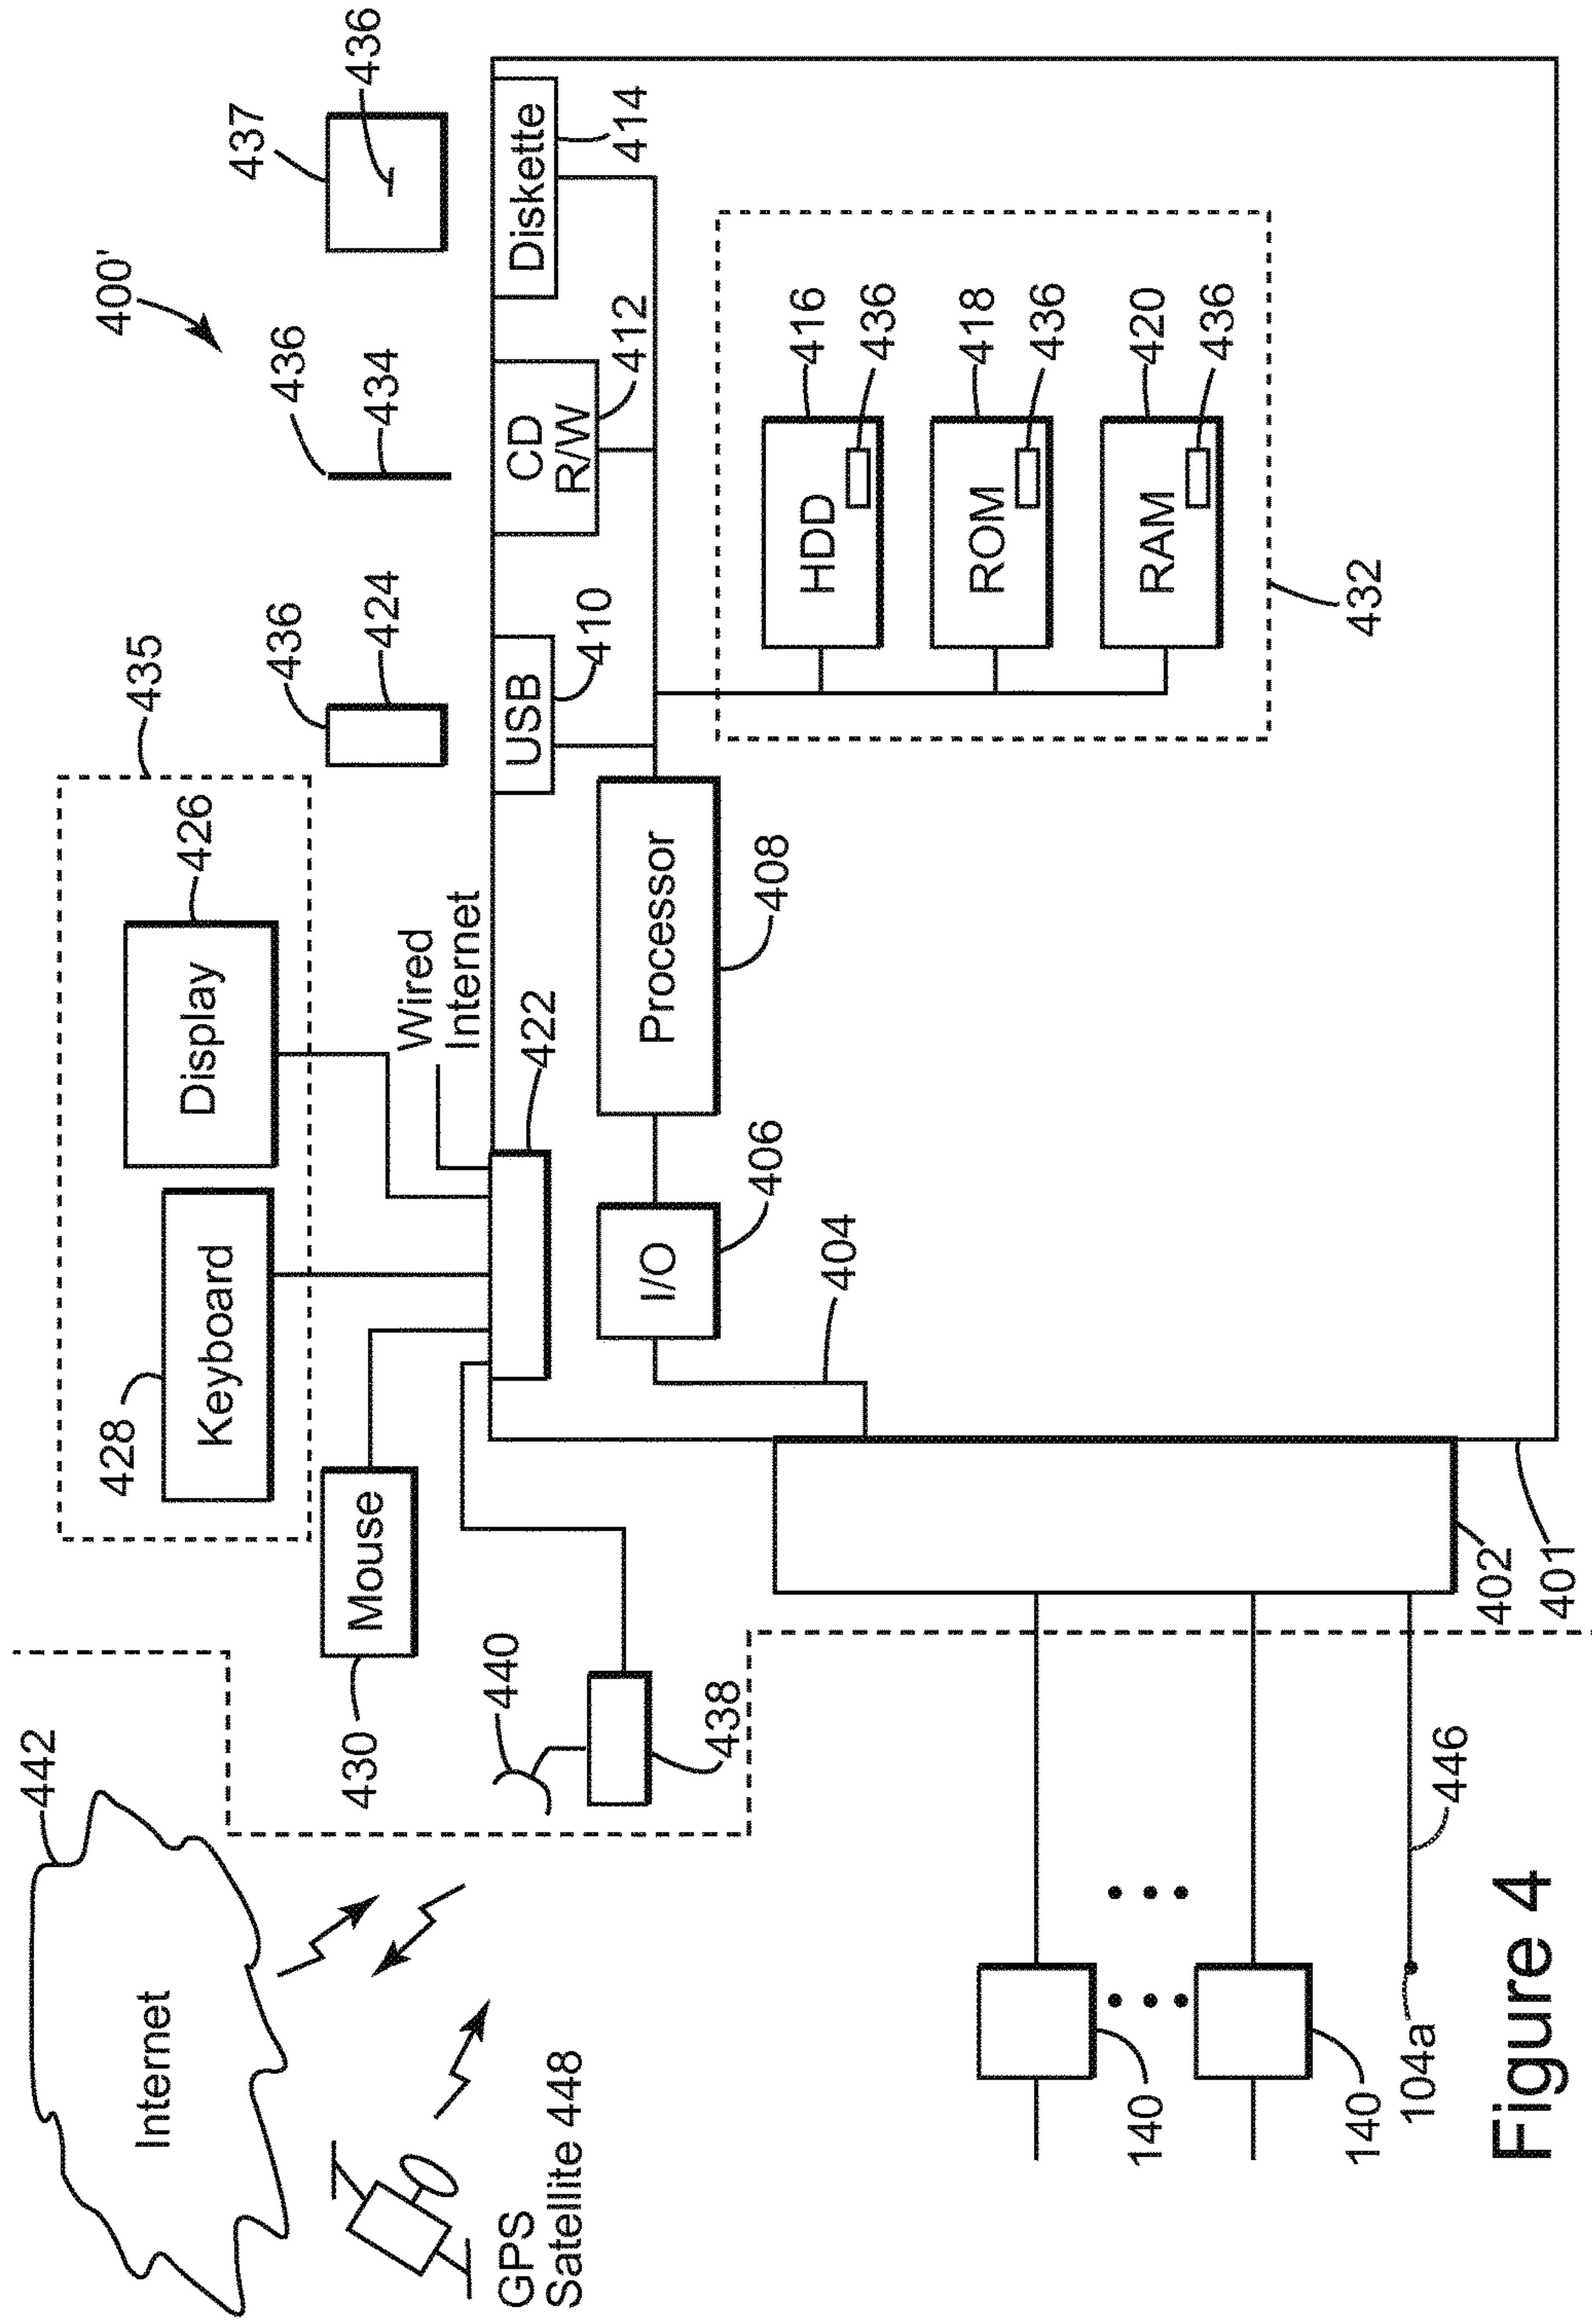 400'
442
Internet
GPS
Satellite 448
428
Keyboard
Display
426
435
Mouse
430
440
438
Wired
Internet
422
436
424
436
434
437
436
USB
410
CD
R/W
412
Diskette
414
I/O
406
Processor
408
404
HDD
416
436
ROM
418
436
RAM
420
436
432
140
140
104a
446
402
401
Figure 4